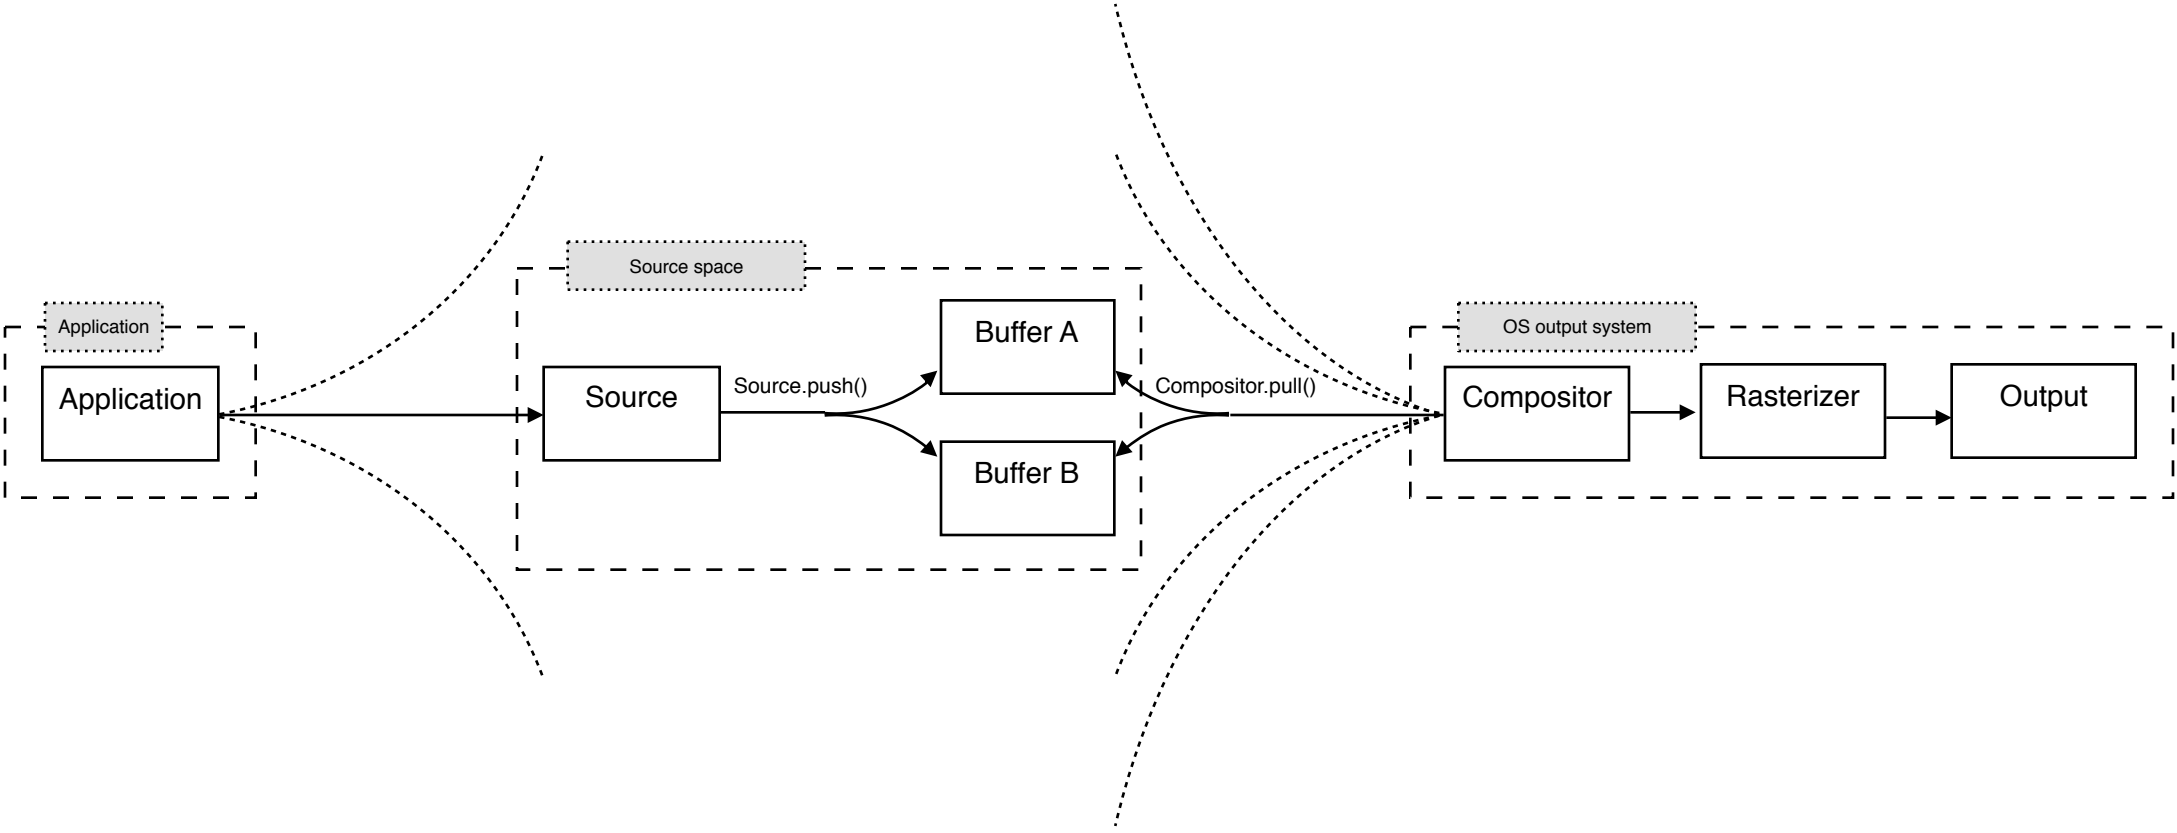 Application
Application
Source space
Source
Source.push()
Buffer A
Buffer B
Compositor.pull()
OS output system
Compositor
Rasterizer
Output